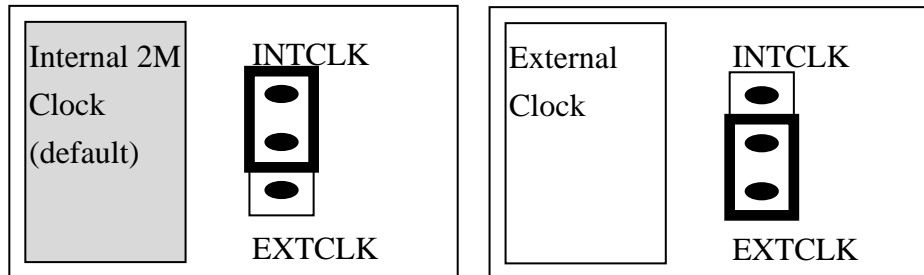 Internal 2M
Clock
(default)
INTCLK
EXTCLK
External
Clock
INTCLK
EXTCLK